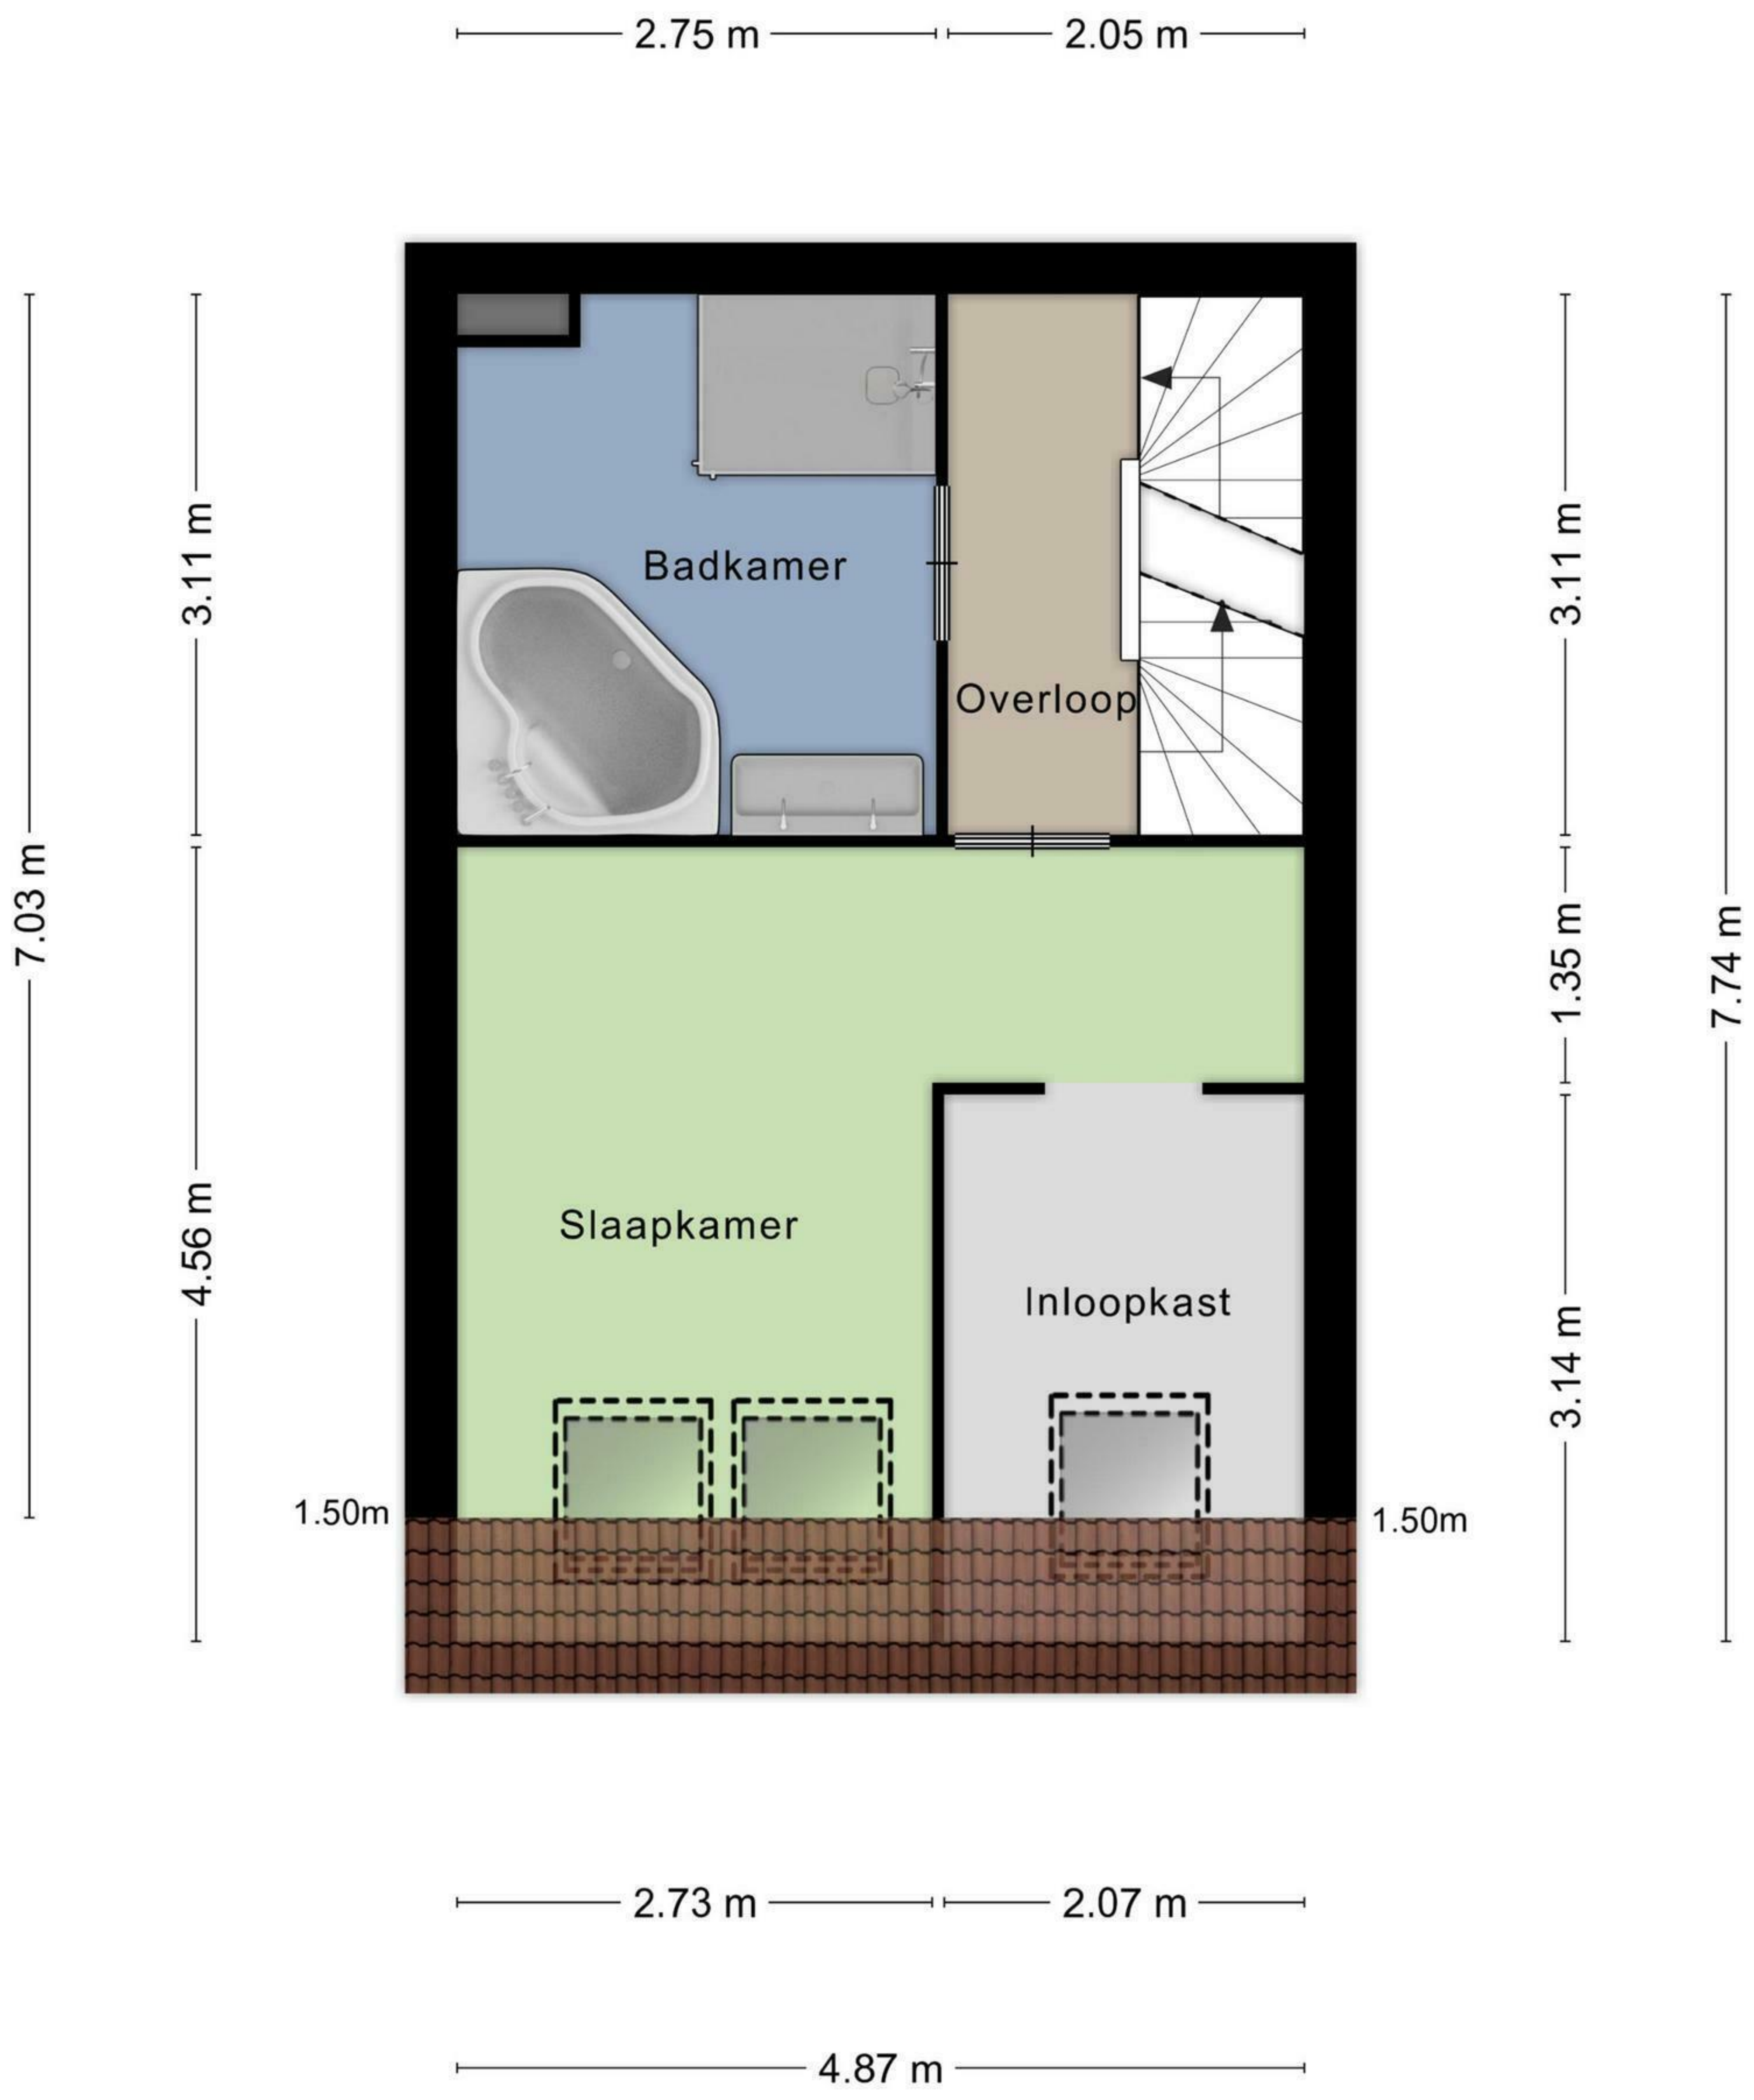 2.75 m
2.05 m
Badkamer
Overloop
3.11 m
3.11 m
7.03 m
1.35 m
7.74 m
4.56 m
Slaapkamer
Inloopkast
3.14 m
1.50m
1.50m
2.73 m
2.07 m
4.87 m